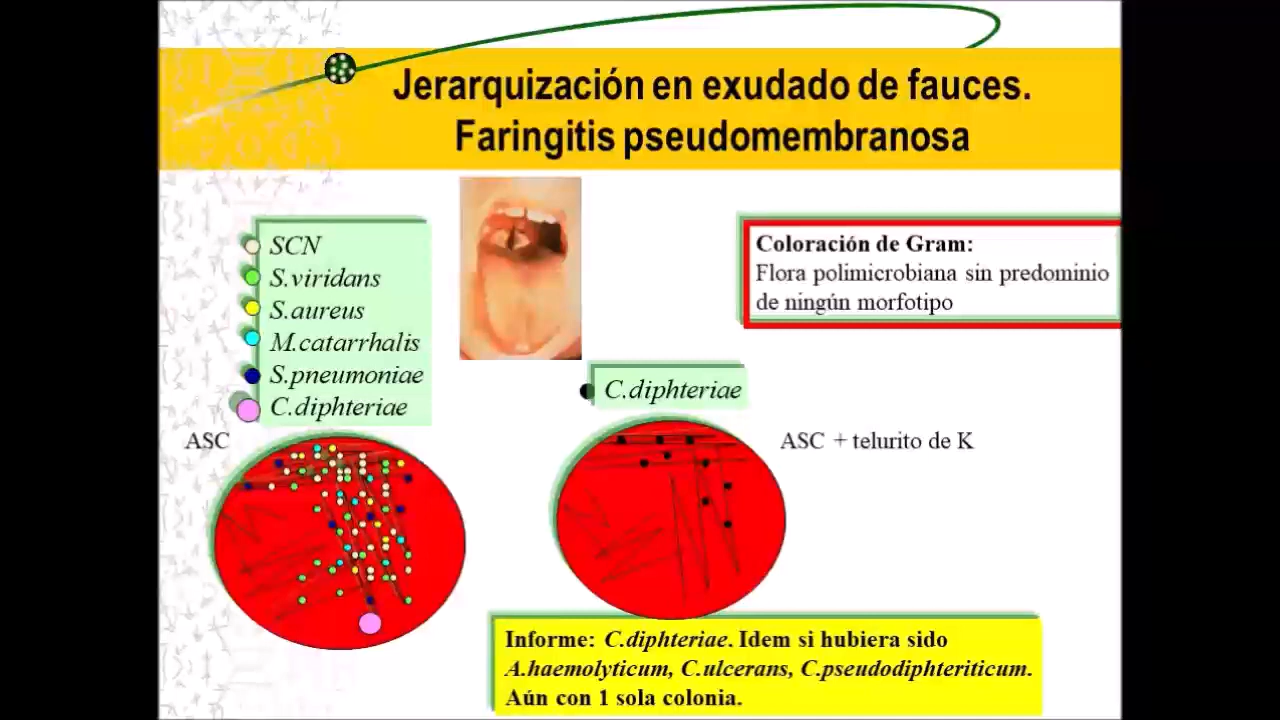 Jerarquización en exudado de fauces.
Faringitis pseudomembranosa
SCN
S.viridans
S.aureus
M.catarrhalis
S.pneumoniae
C.diphteriae
Coloración de Gram:
Flora polimicrobiana sin predominio
de ningún morfotipo
C.diphteriae
ASC
ASC + telurito de K
Informe: C.diphteriae. Idem si hubiera sido
A.haemolyticum, C.ulcerans, C.pseudodiphteriticum.
Aún con 1 sola colonia.